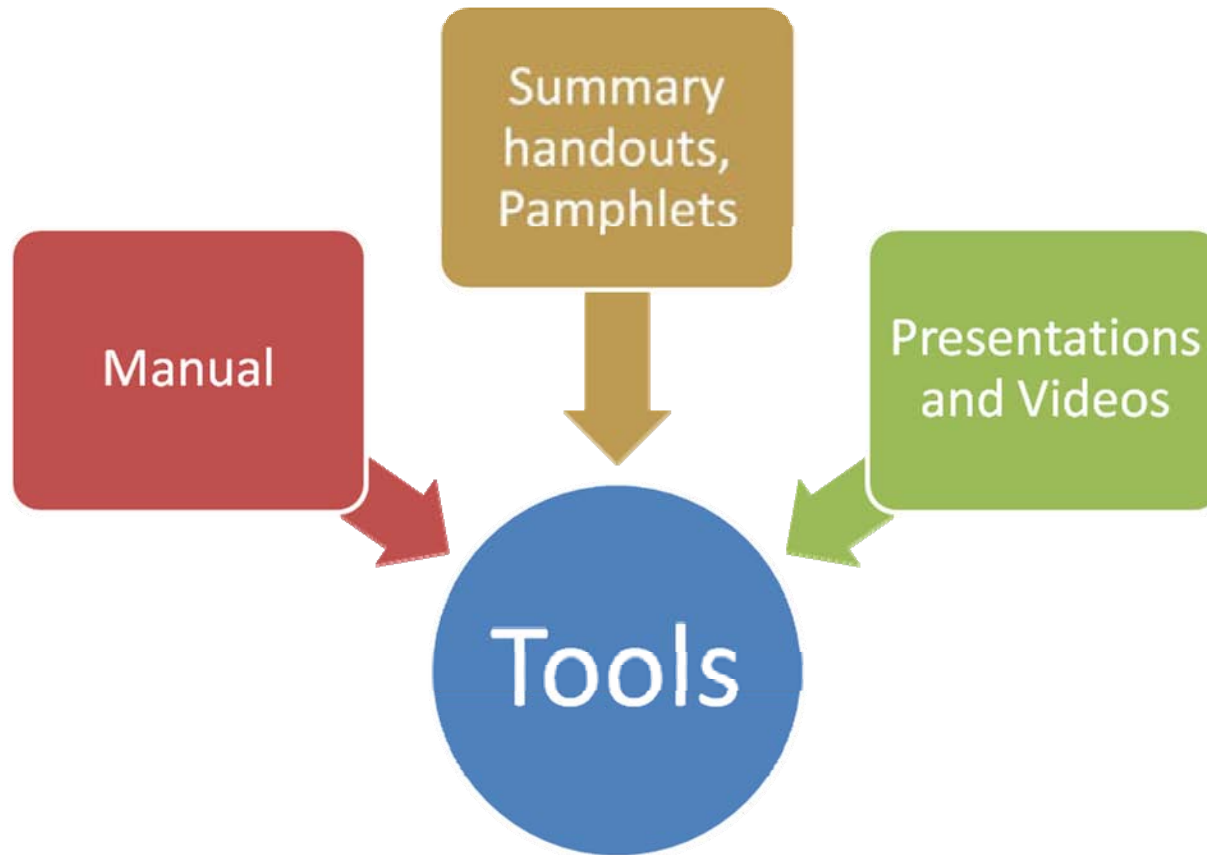 Summary
handouts,
Pamphlets
Manual
Presentations
and Videos
Tools